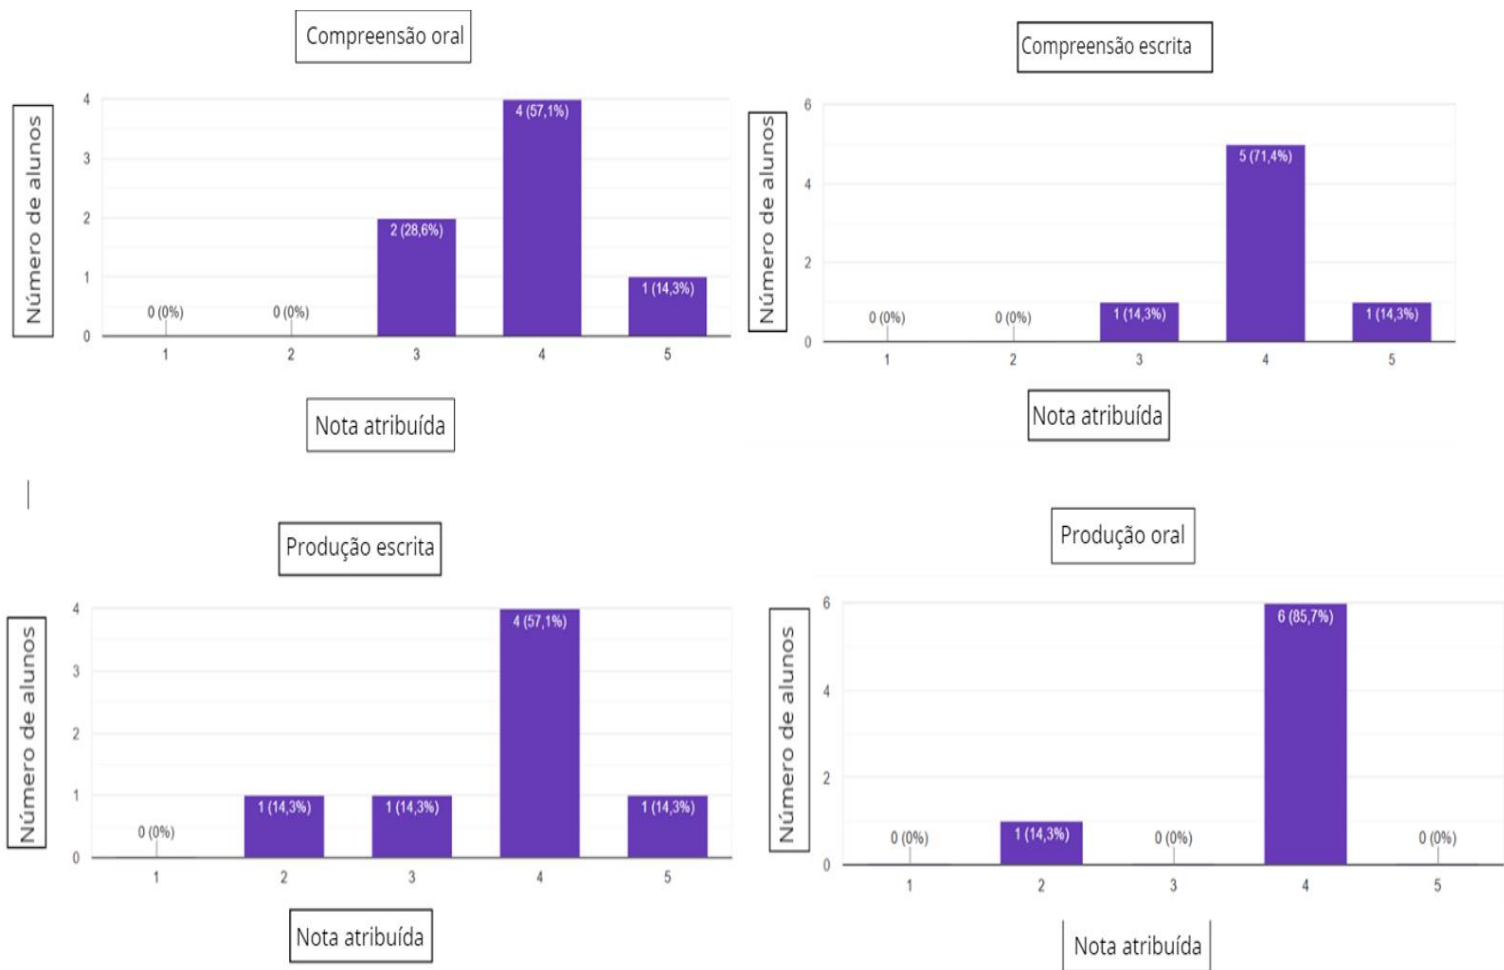 Compreensão oral
Número de alunos
4
3
2
1
0
0 (0%)
0 (0%)
2 (28,6%)
4 (57,1%)
1 (14,3%)
1 2 3 4 5
Nota atribuída
Compreensão escrita
Número de alunos
6
4
2
0
0 (0%)
0 (0%)
1 (14,3%)
5 (71,4%)
1 (14,3%)
1 2 3 4 5
Nota atribuída
Produção escrita
Número de alunos
4
3
2
1
0
0 (0%)
1 (14,3%)
1 (14,3%)
4 (57,1%)
1 (14,3%)
1 2 3 4 5
Nota atribuída
Produção oral
Número de alunos
6
4
2
0
0 (0%)
1 (14,3%)
0 (0%)
6 (85,7%)
0 (0%)
1 2 3 4 5
Nota atribuída